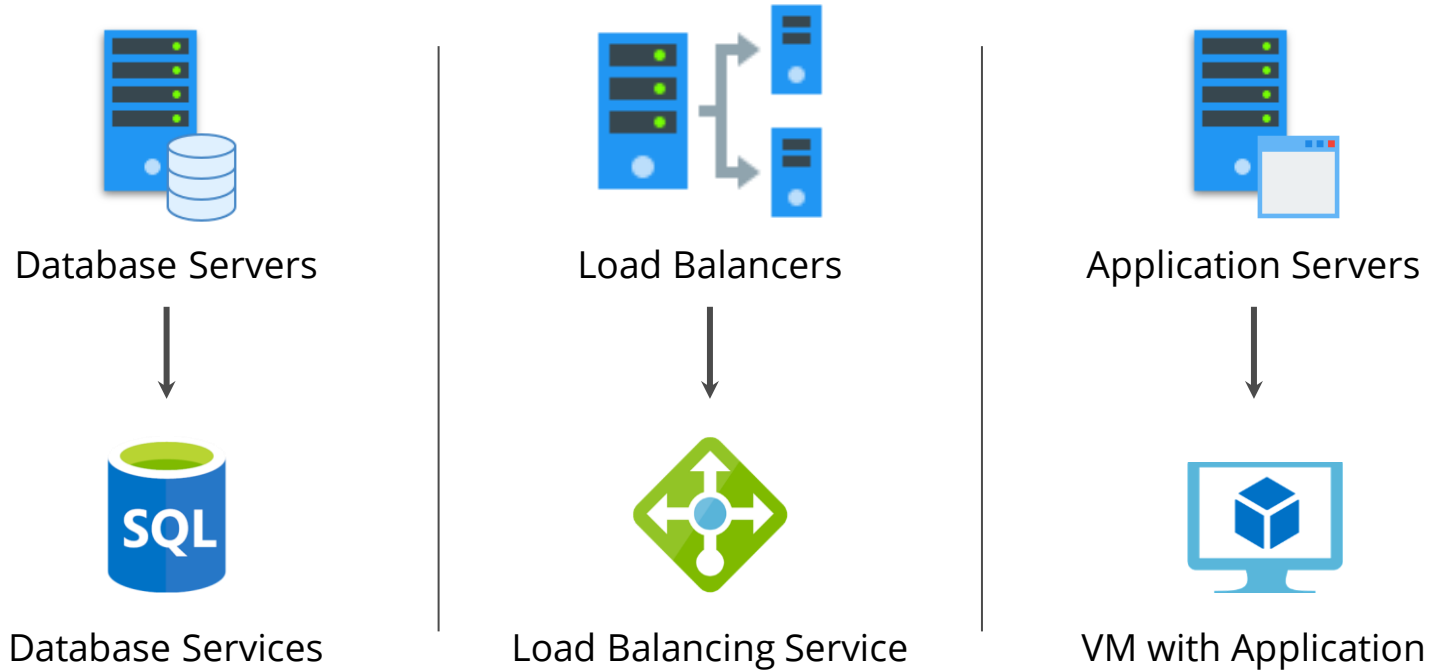 Database Servers
Load Balancers
Application Servers
SQL
Database Services
Load Balancing Service
VM with Application